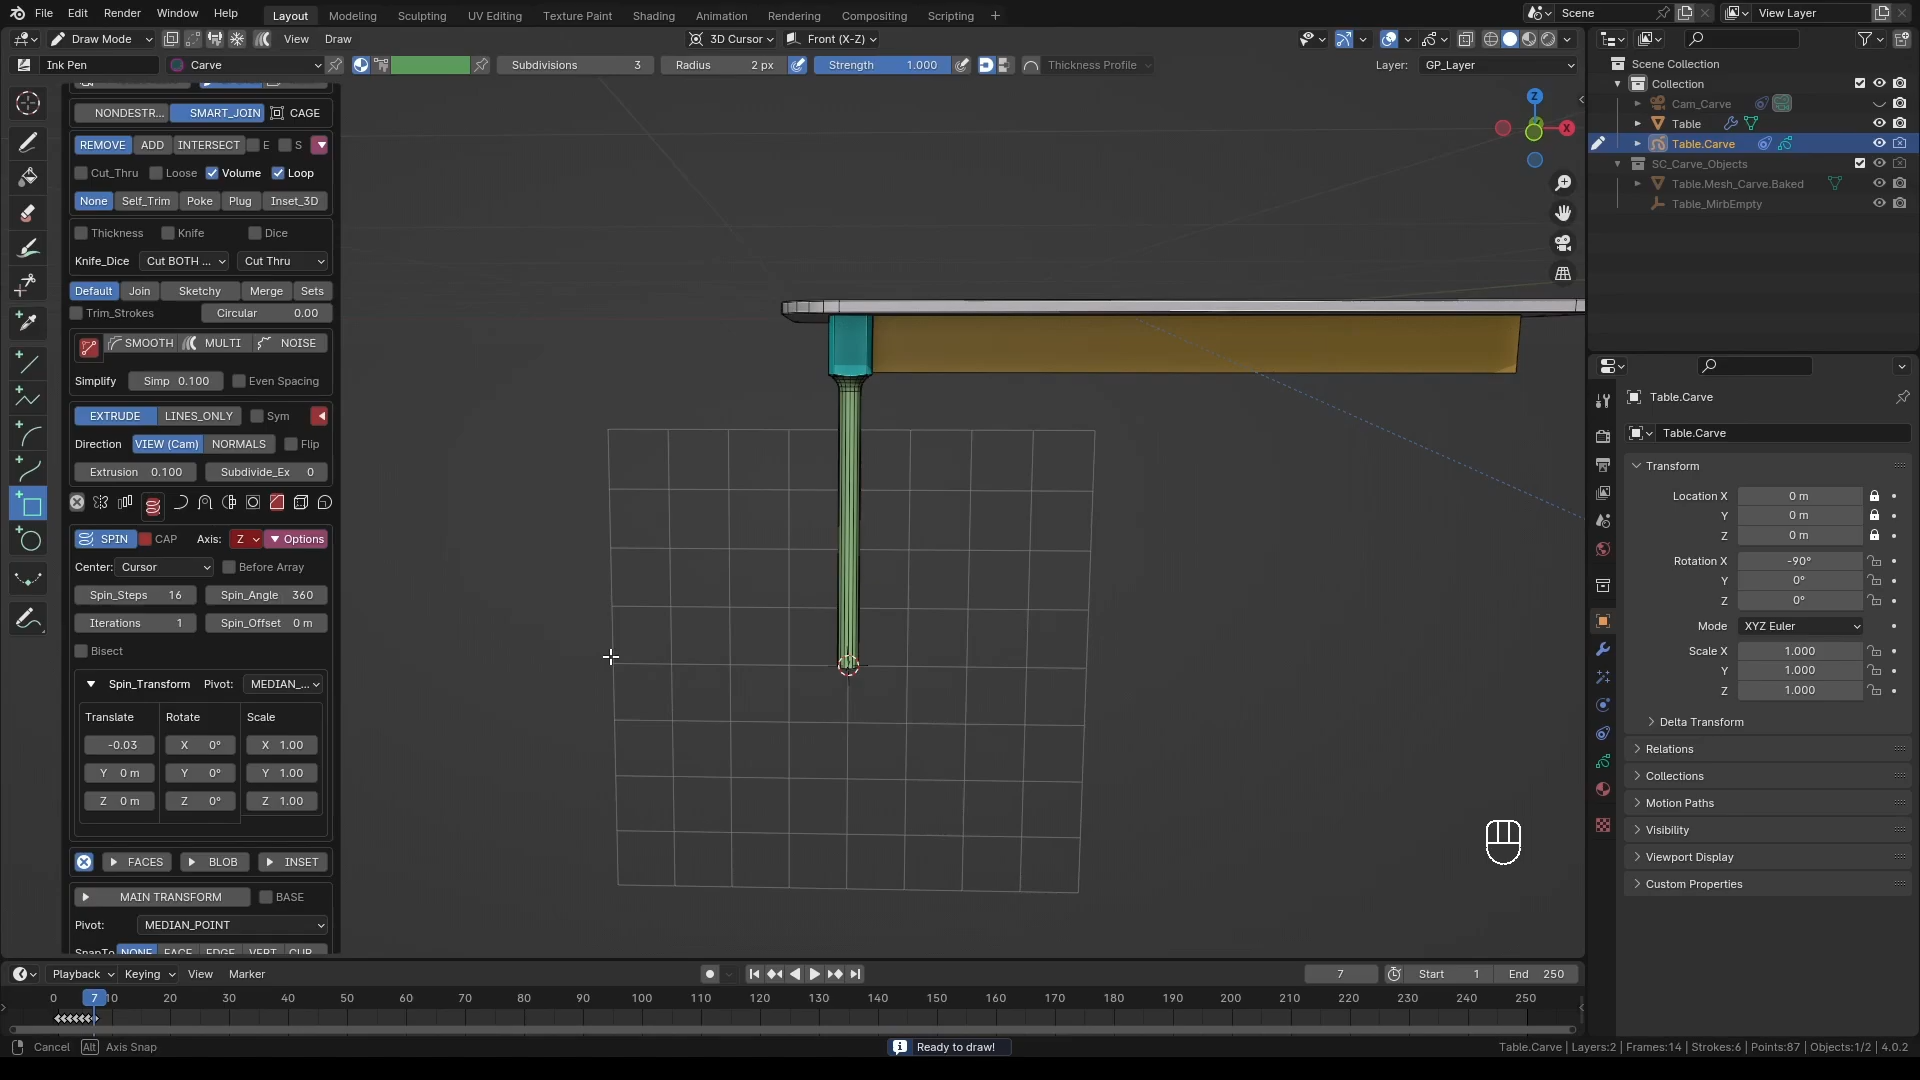 File Edit Render Window Help Layout Modeling Sculpting UV Editing Texture Paint Shading Animation Rendering Compositing Scripting + Scene View Layer
Draw Mode View Draw 3D Cursor Front (X-Z)
Ink Pen Carve Subdivisions 3 Radius 2 px Strength 1.000 Thickness Profile Layer: GP_Layer
Scene Collection
Collection
Cam_Carve
Table
Table.Carve
SC_Carve_Objects
Table.Mesh_Carve.Baked
Table_MirbEmpty
NONDESTR... SMART_JOIN CAGE
REMOVE ADD INTERSECT E S
Cut_Thru Loose Volume Loop
None Self_Trim Poke Plug Inset_3D
Thickness Knife Dice
Knife_Dice Cut BOTH ... Cut Thru
Default Join Sketchy Merge Sets
Trim_Strokes Circular 0.00
SMOOTH MULTI NOISE
Simplify Simp 0.100 Even Spacing
EXTRUDE LINES_ONLY Sym
Direction VIEW (Cam) NORMALS Flip
Extrusion 0.100 Subdivide_Ex 0
SPIN CAP Axis: Z Options
Center: Cursor Before Array
Spin_Steps 16 Spin_Angle 360
Iterations 1 Spin_Offset 0 m
Bisect
Spin_Transform Pivot: MEDIAN_...
Translate Rotate Scale
-0.03 X 0° X 1.00
Y 0 m Y 0° Y 1.00
Z 0 m Z 0° Z 1.00
FACES BLOB INSET
MAIN TRANSFORM BASE
Pivot: MEDIAN_POINT
SnapTo NONE FACE EDGE VERT CUR
Z
X
Table.Carve
Table.Carve
Transform
Location X 0 m
Y 0 m
Z 0 m
Rotation X -90°
Y 0°
Z 0°
Mode XYZ Euler
Scale X 1.000
Y 1.000
Z 1.000
Delta Transform
Relations
Collections
Motion Paths
Visibility
Viewport Display
Custom Properties
Playback Keying View Marker 7 Start 1 End 250
0 7 10 20 30 40 50 60 70 80 90 100 110 120 130 140 150 160 170 180 190 200 210 220 230 240 250
Cancel Alt Axis Snap Ready to draw! Table.Carve | Layers:2 | Frames:14 | Strokes:6 | Points:87 | Objects:1/2 | 4.0.2